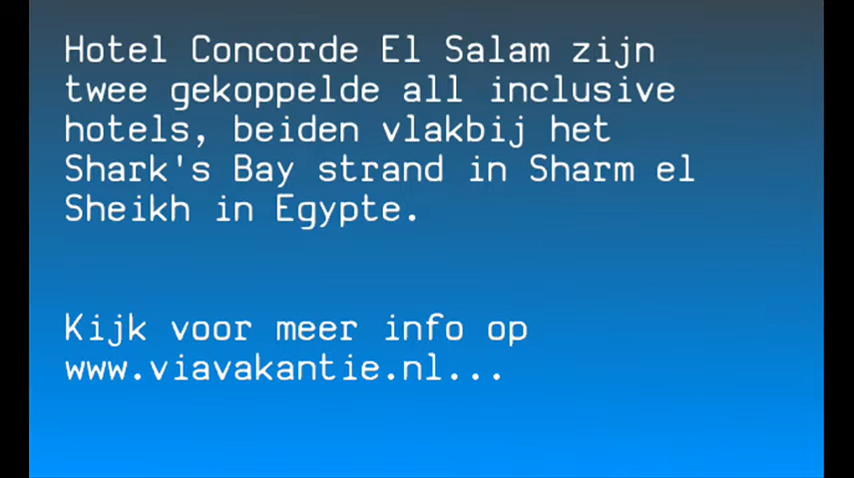 Hotel Concorde El Salam zijn
twee gekoppelde all inclusive
hotels, beiden vlakbij het
Shark's Bay strand in Sharm el
Sheikh in Egypte.
Kijk voor meer info op
www.viavakantie.nl...